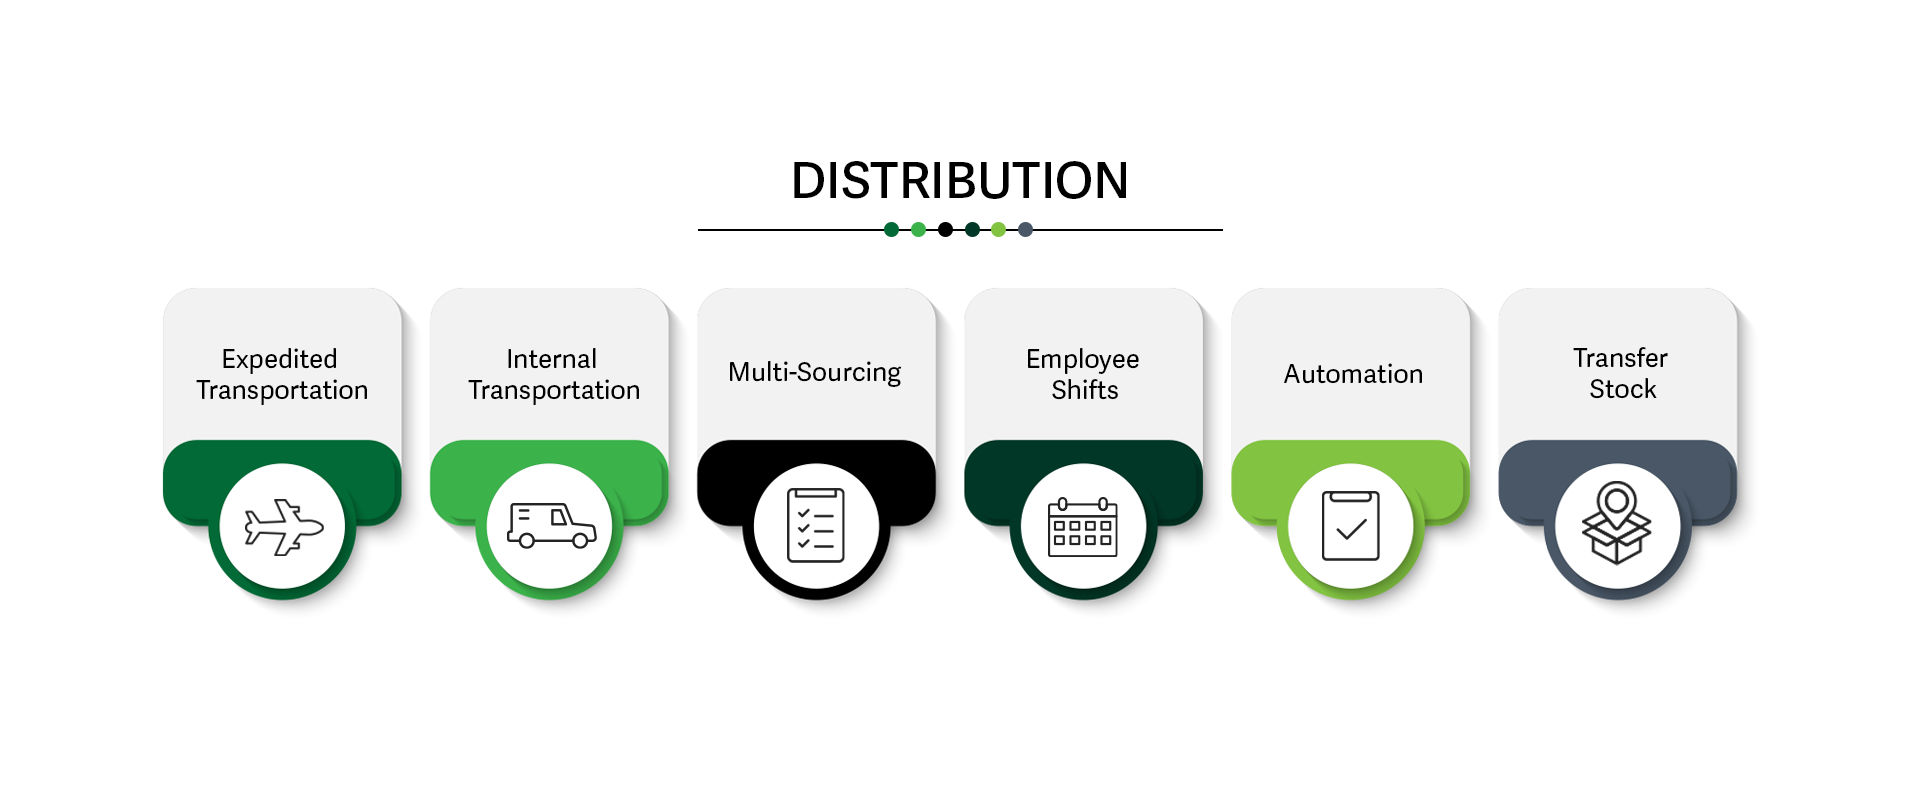 DISTRIBUTION
Expedited
Transportation
Internal
Transportation
Multi-Sourcing
Employee
Shifts
Automation
Transfer
Stock